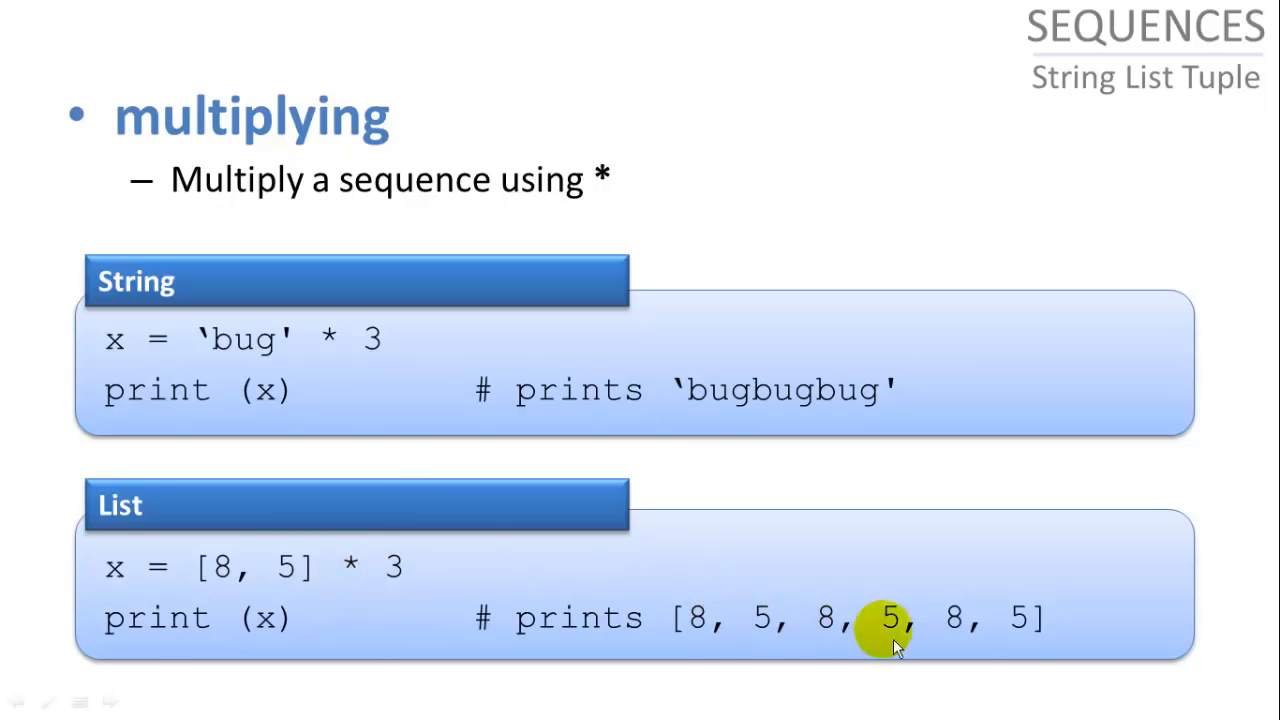 SEQUENCES
String List Tuple
• multiplying
– Multiply a sequence using *
String
x = ‘bug' * 3
print (x) # prints ‘bugbugbug'
List
x = [8, 5] * 3
print (x) # prints [8, 5, 8, 5, 8, 5]